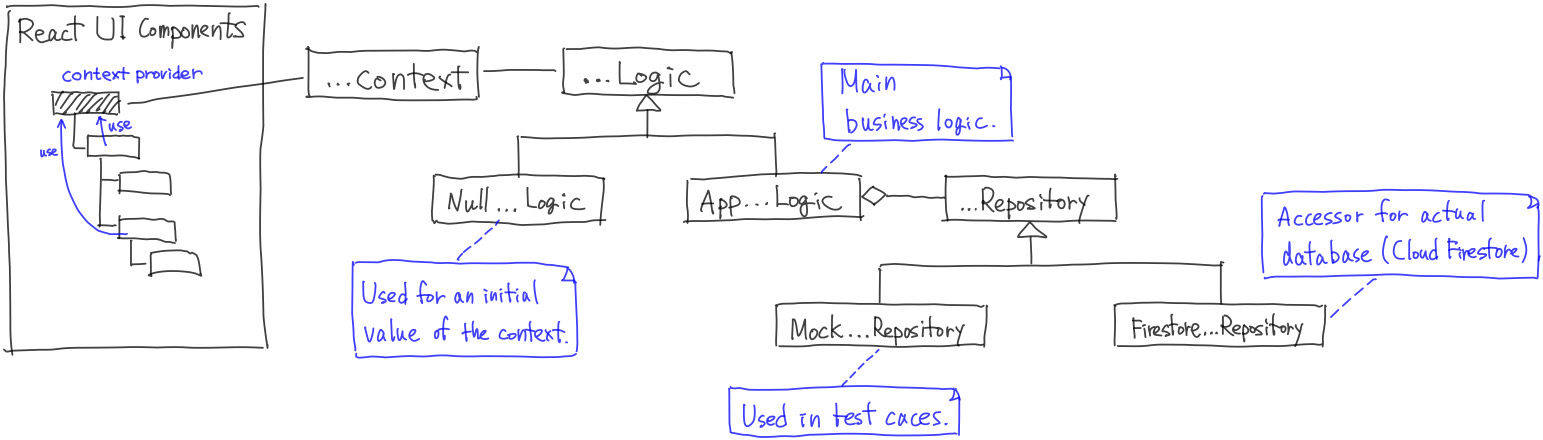 React UI Components
context provider
use
use
...Context
...Logic
Main
business logic.
Null...Logic
App...Logic
...Repository
Accessor for actual
database (Cloud Firestore)
Used for an initial
value of the context.
Mock...Repository
Firestore...Repository
Used in test caces.